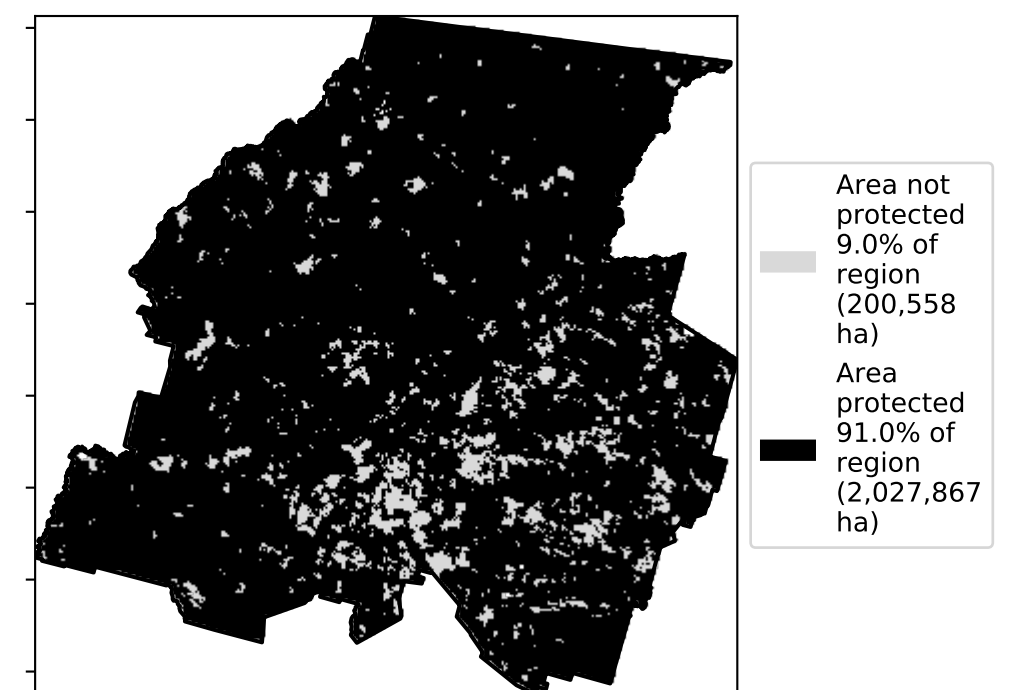 Area not
protected
9.0% of
region
(200,558
ha)
Area
protected
91.0% of
region
(2,027,867
ha)